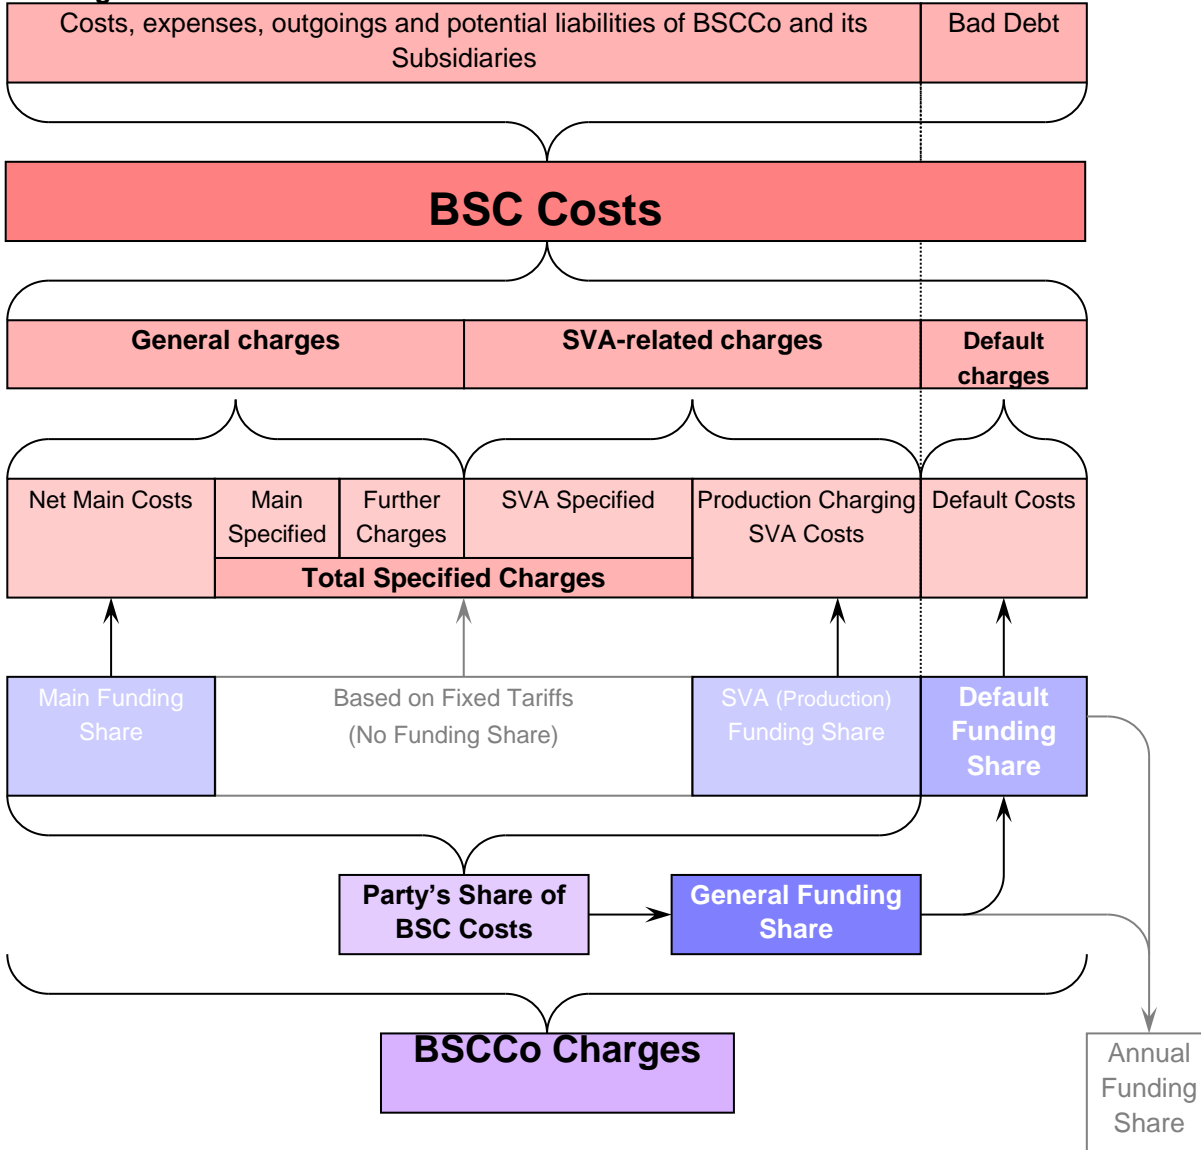 Costs, expenses, outgoings and potential liabilities of BSCCo and its
Subsidiaries
Bad Debt
BSC Costs
General charges
SVA-related charges
Default
charges
Net Main Costs
Main
Specified
Further
Charges
SVA Specified
Production Charging
SVA Costs
Default Costs
Total Specified Charges
Main Funding
Share
Based on Fixed Tariffs
(No Funding Share)
SVA (Production)
Funding Share
Default
Funding
Share
Party’s Share of
BSC Costs
General Funding
Share
BSCCo Charges
Annual
Funding
Share